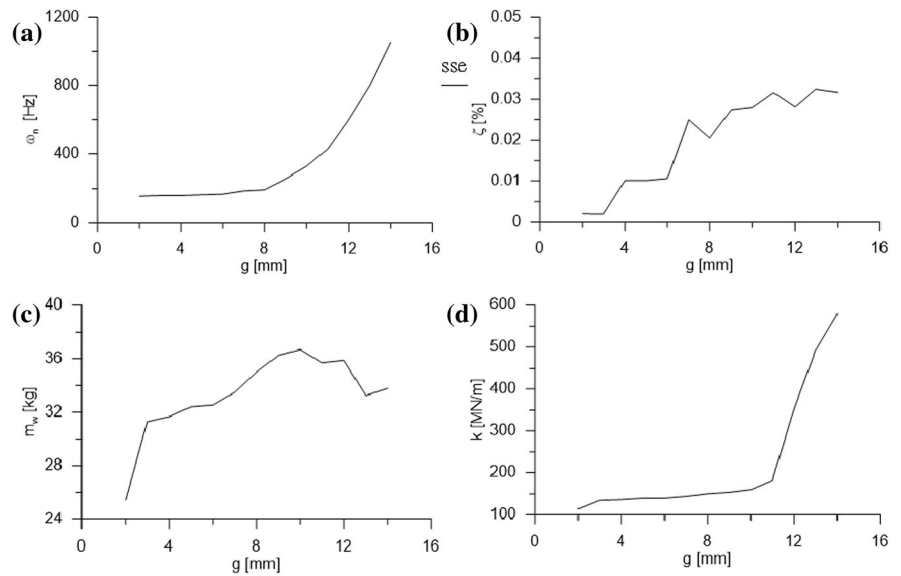 (a)
1200
800
400
0
ωn [Hz]
0 4 8 12 16
g [mm]
(b)
sse
0.05
0.04
0.03
0.02
0.01
0
ζ [%]
0 4 8 12 16
g [mm]
(c)
40
36
32
28
24
mw [kg]
0 4 8 12 16
g [mm]
(d)
600
500
400
300
200
100
k [MN/m]
0 4 8 12 16
g [mm]